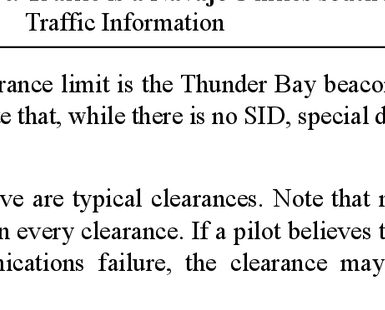 Traffic Information
rance limit is the Thunder Bay beacon
e that, while there is no SID, special d
ve are typical clearances. Note that n
n every clearance. If a pilot believes t
nications failure, the clearance may